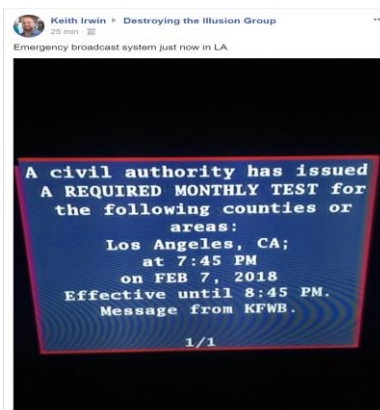 Keith Irwin ▸ Destroying the Illusion Group
25 min ·
Emergency broadcast system just now in LA
A civil authority has issued
A REQUIRED MONTHLY TEST for
the following counties or
areas:
Los Angeles, CA;
at 7:45 PM
on FEB 7, 2018
Effective until 8:45 PM.
Message from KFWB.
1/1